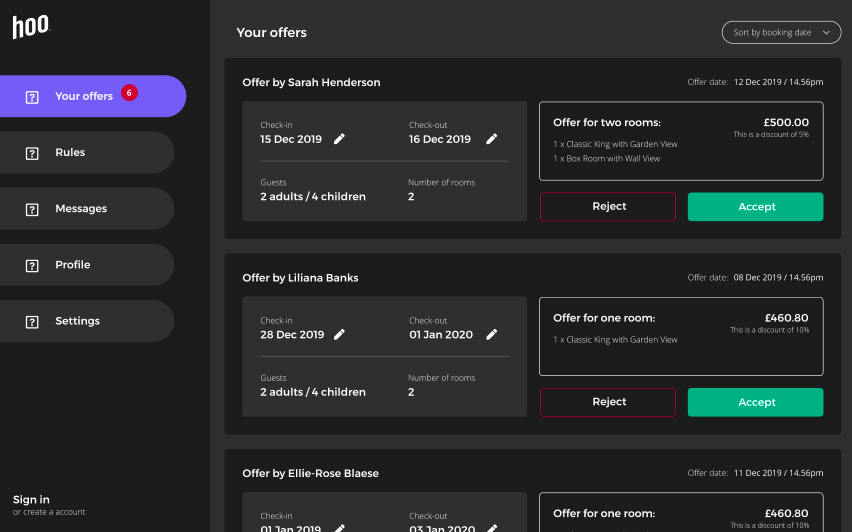 hoo
Your offers
6
Rules
Messages
Profile
Settings
Sign in
or create a account
Your offers
Sort by booking date
Offer by Sarah Henderson
Offer date: 12 Dec 2019 / 14.56pm
Check-in
15 Dec 2019
Check-out
16 Dec 2019
Guests
2 adults / 4 children
Number of rooms
2
Offer for two rooms:
£500.00
This is a discount of 5%
1 x Classic King with Garden View
1 x Box Room with Wall View
Reject
Accept
Offer by Liliana Banks
Offer date: 08 Dec 2019 / 14.56pm
Check-in
28 Dec 2019
Check-out
01 Jan 2020
Guests
2 adults / 4 children
Number of rooms
2
Offer for one room:
£460.80
This is a discount of 10%
1 x Classic King with Garden View
Reject
Accept
Offer by Ellie-Rose Blaese
Offer date: 11 Dec 2019 / 14.56pm
Check-in
01 Jan 2019
Check-out
03 Jan 2020
Offer for one room:
£460.80
This is a discount of 10%